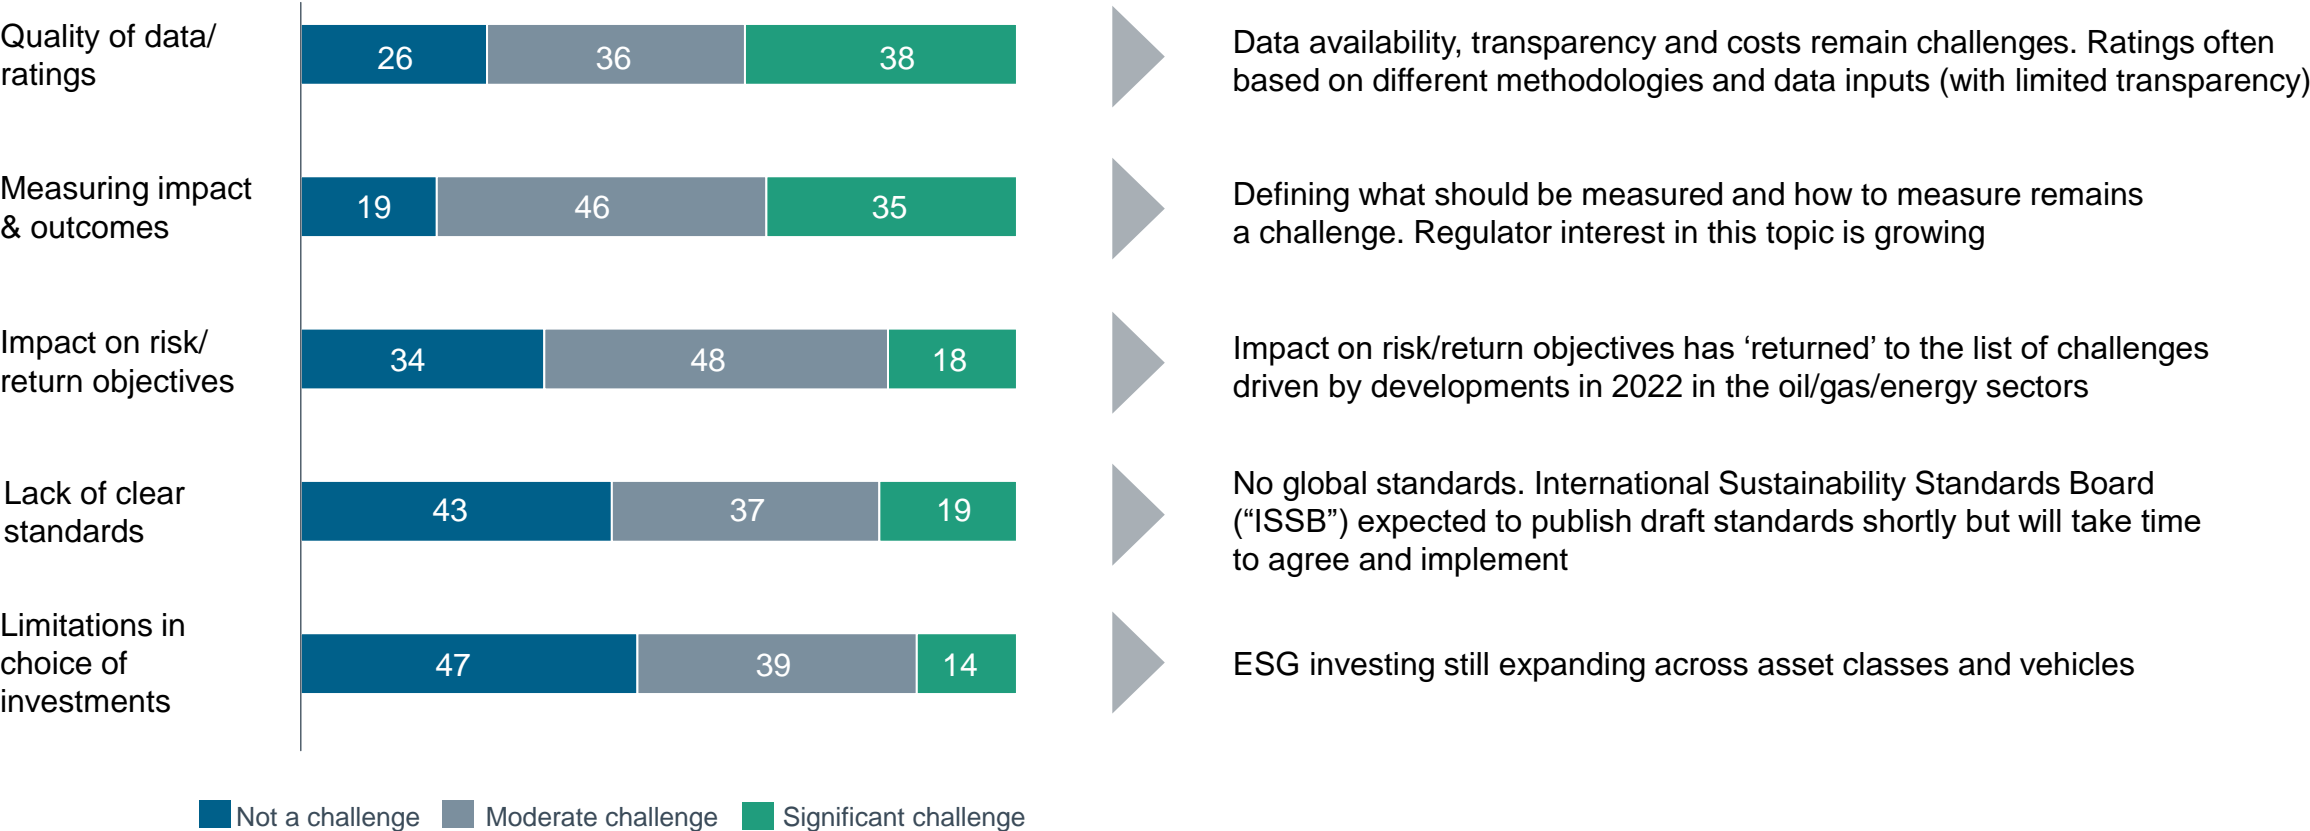 Quality of data/
ratings
26 36 38
Data availability, transparency and costs remain challenges. Ratings often
based on different methodologies and data inputs (with limited transparency)
Measuring impact
& outcomes
19 46 35
Defining what should be measured and how to measure remains
a challenge. Regulator interest in this topic is growing
Impact on risk/
return objectives
34 48 18
Impact on risk/return objectives has ‘returned’ to the list of challenges
driven by developments in 2022 in the oil/gas/energy sectors
Lack of clear
standards
43 37 19
No global standards. International Sustainability Standards Board
(“ISSB”) expected to publish draft standards shortly but will take time
to agree and implement
Limitations in
choice of
investments
47 39 14
ESG investing still expanding across asset classes and vehicles
Not a challenge Moderate challenge Significant challenge